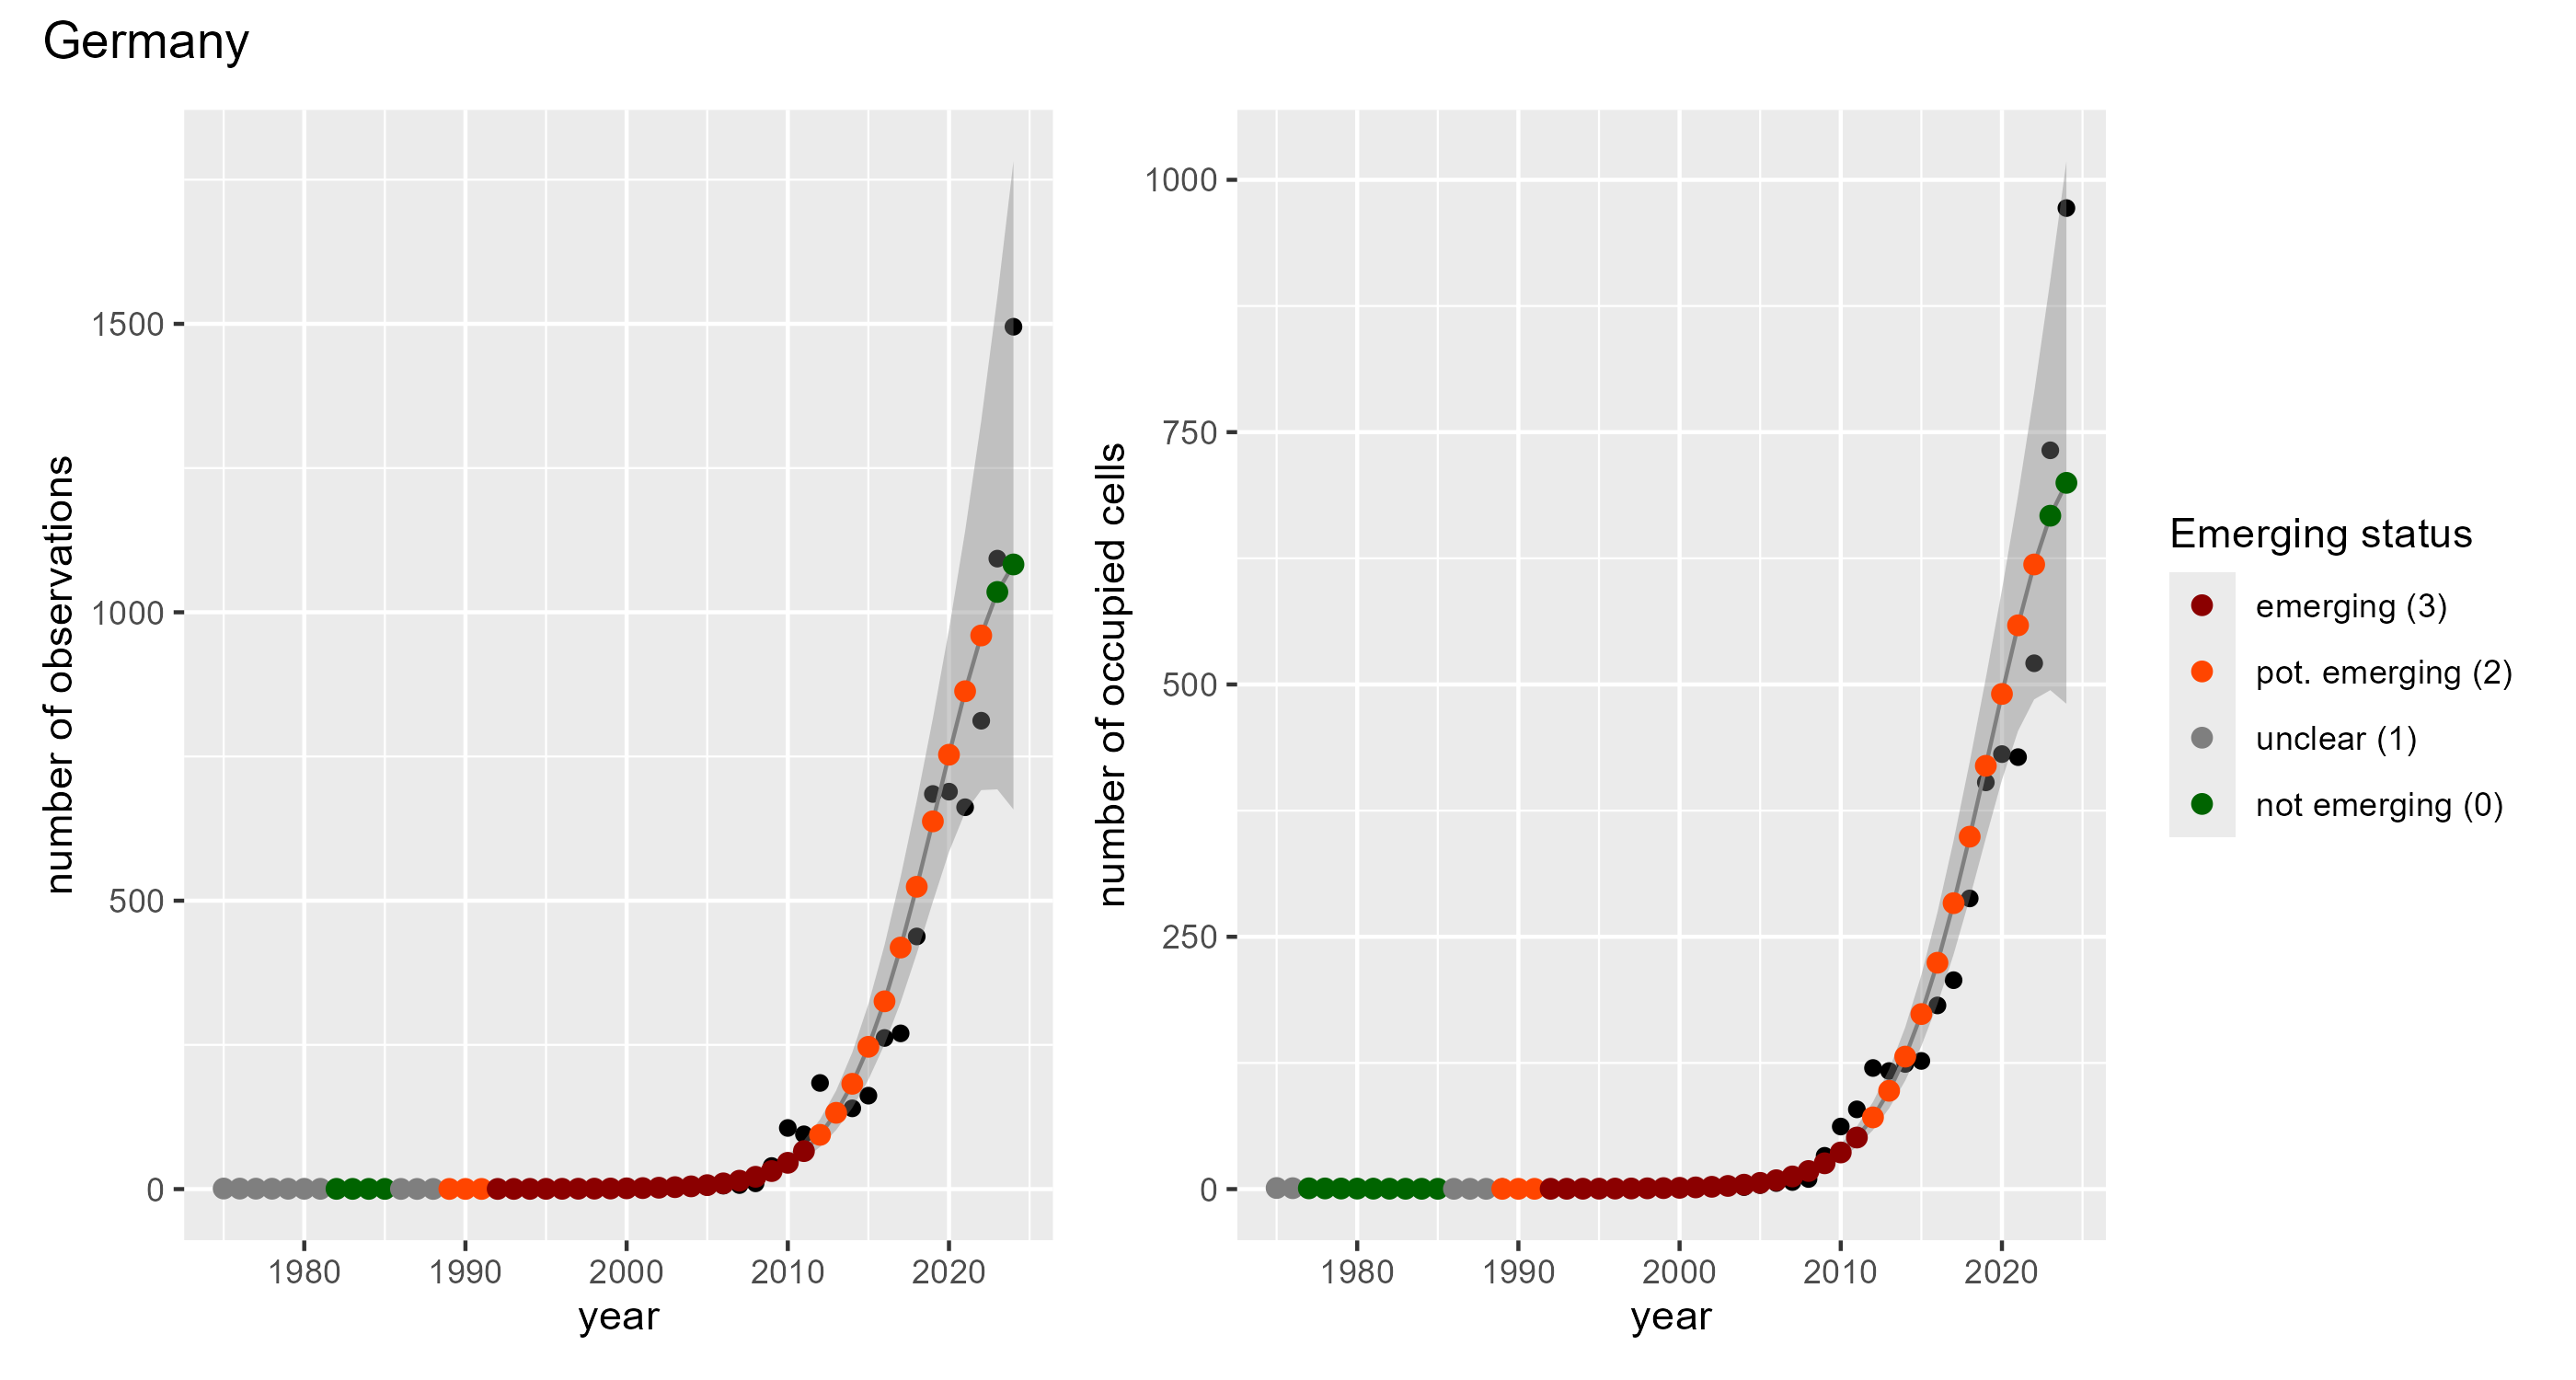 Germany
number of observations
1500
1000
500
0
1980 1990 2000 2010 2020
year
number of occupied cells
1000
750
500
250
0
1980 1990 2000 2010 2020
year
Emerging status
emerging (3)
pot. emerging (2)
unclear (1)
not emerging (0)